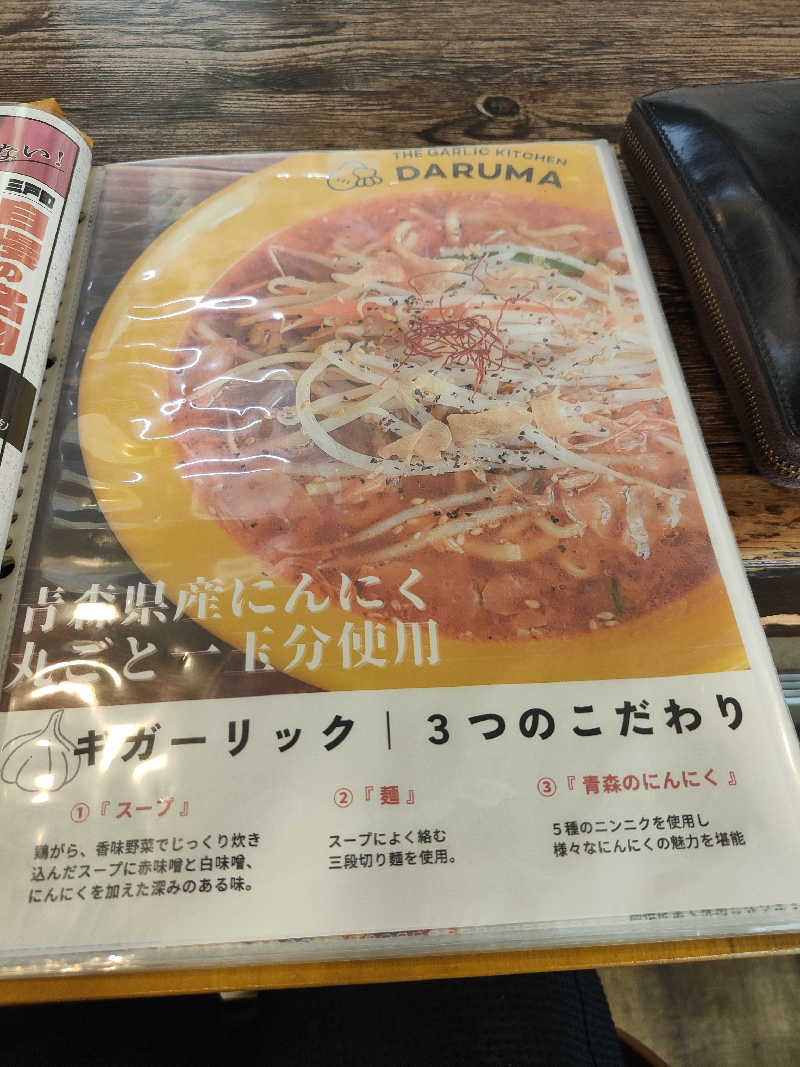 ない!
THE GARLIC KITCHEN
DARUMA
青森県産にんにく
丸ごと一玉分使用
ギガーリック｜3つのこだわり
①『スープ』
鶏がら、香味野菜でじっくり炊き
込んだスープに赤味噌と白味噌、
にんにくを加えた深みのある味。
②『麺』
スープによく絡む
三段切り麺を使用。
③『青森のにんにく』
5種のニンニクを使用し
様々なにんにくの魅力を堪能